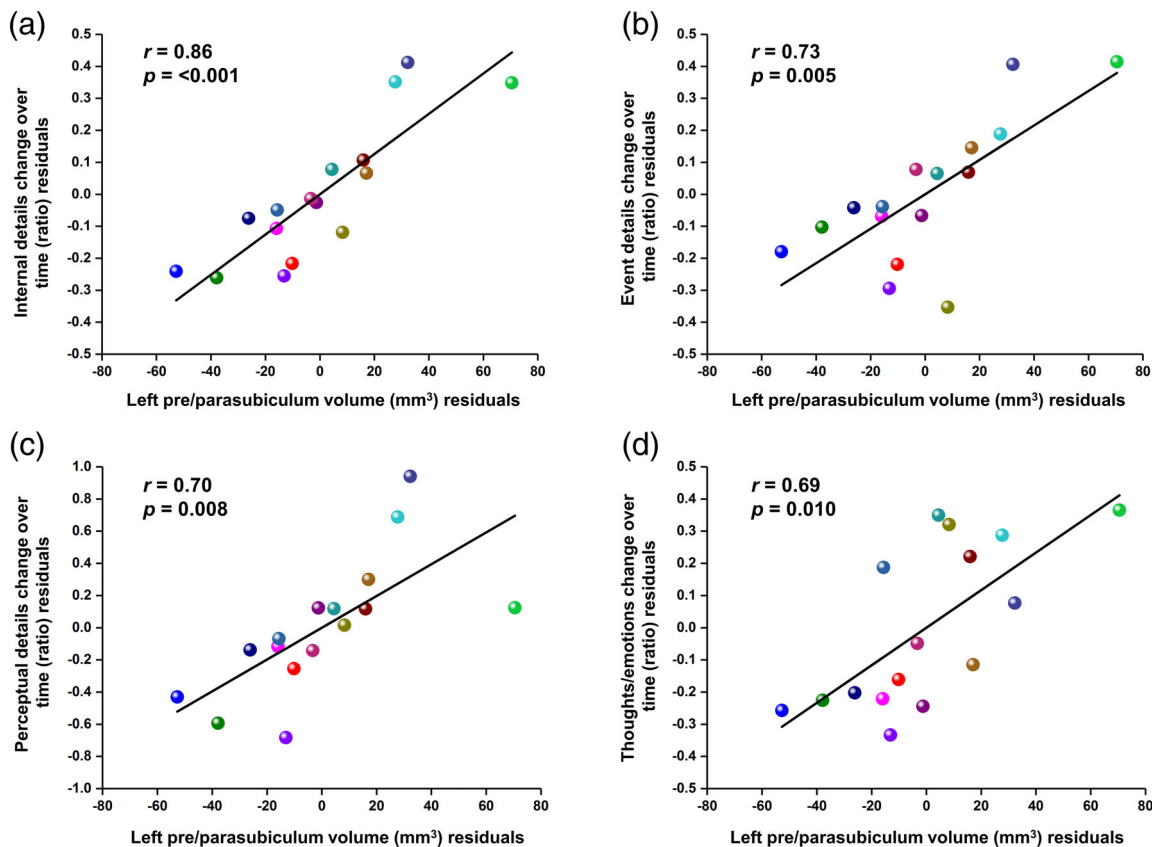 (a)
r = 0.86
p = <0.001
Internal details change over
time (ratio) residuals
0.5
0.4
0.3
0.2
0.1
0.0
-0.1
-0.2
-0.3
-0.4
-0.5
-80 -60 -40 -20 0 20 40 60 80
Left pre/parasubiculum volume (mm³) residuals
(b)
r = 0.73
p = 0.005
Event details change over
time (ratio) residuals
0.5
0.4
0.3
0.2
0.1
0.0
-0.1
-0.2
-0.3
-0.4
-0.5
-80 -60 -40 -20 0 20 40 60 80
Left pre/parasubiculum volume (mm³) residuals
(c)
r = 0.70
p = 0.008
Perceptual details change over
time (ratio) residuals
1.0
0.8
0.6
0.4
0.2
0.0
-0.2
-0.4
-0.6
-0.8
-1.0
-80 -60 -40 -20 0 20 40 60 80
Left pre/parasubiculum volume (mm³) residuals
(d)
r = 0.69
p = 0.010
Thoughts/emotions change over
time (ratio) residuals
0.5
0.4
0.3
0.2
0.1
0.0
-0.1
-0.2
-0.3
-0.4
-0.5
-80 -60 -40 -20 0 20 40 60 80
Left pre/parasubiculum volume (mm³) residuals